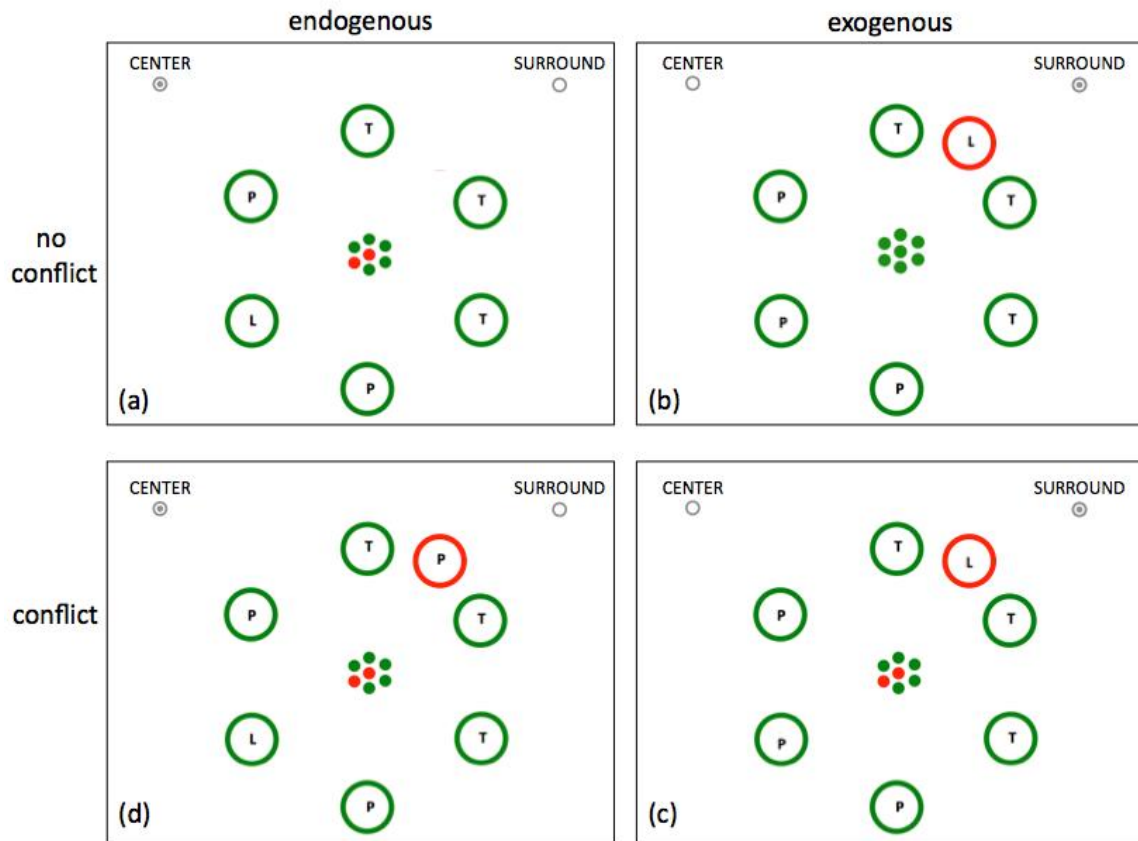 endogenous
exogenous
no
conflict
CENTER SURROUND
T
P
T
L
T
P
(a)
CENTER SURROUND
T
L
P
T
P
T
P
(b)
conflict
CENTER SURROUND
T
P
P
T
L
T
P
(d)
CENTER SURROUND
T
L
P
T
P
T
P
(c)